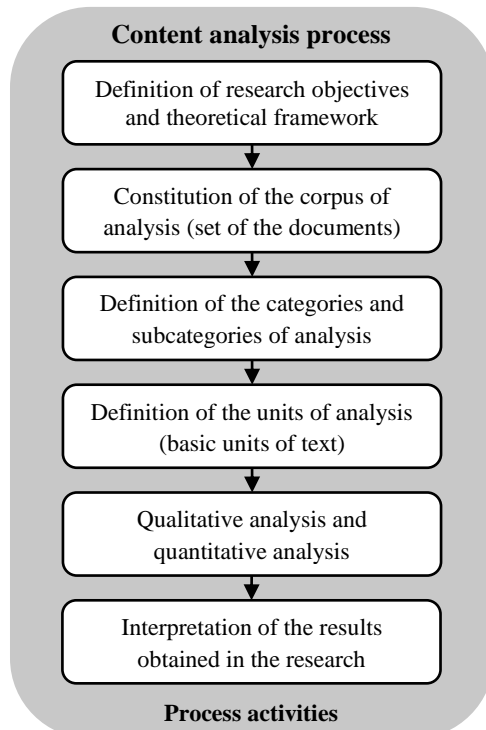 Content analysis process
Definition of research objectives
and theoretical framework
Constitution of the corpus of
analysis (set of the documents)
Definition of the categories and
subcategories of analysis
Definition of the units of analysis
(basic units of text)
Qualitative analysis and
quantitative analysis
Interpretation of the results
obtained in the research
Process activities